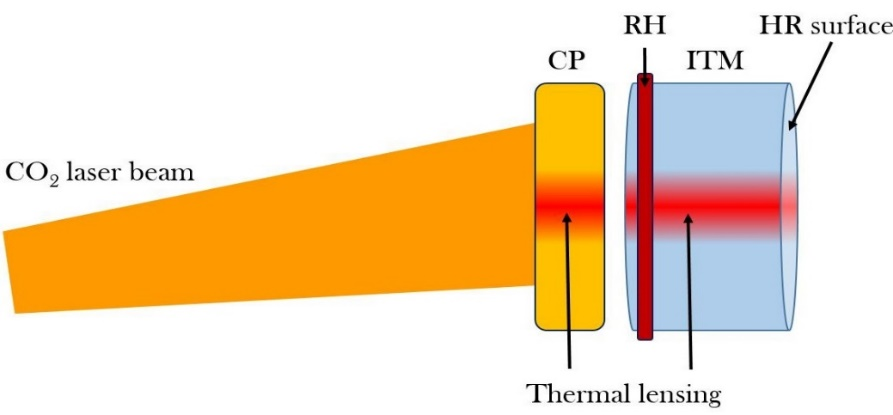 RH
HR surface
CP
ITM
CO₂ laser beam
Thermal lensing